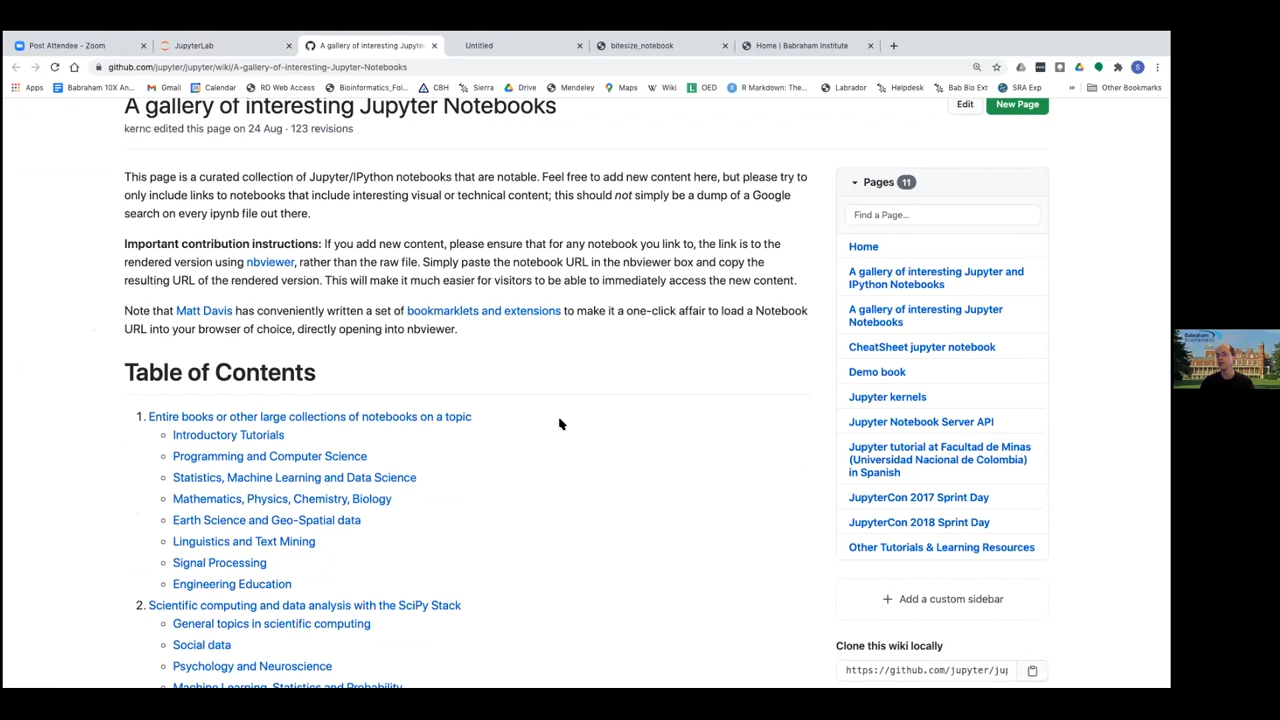 Post Attendee - Zoom
JupyterLab
A gallery of interesting Jupyte
Untitled
bitesize_notebook
Home | Babraham Institute
github.com/jupyter/jupyter/wiki/A-gallery-of-interesting-Jupyter-Notebooks
Apps
Babraham 10X An...
Gmail
Calendar
RD Web Access
Bioinformatics_Fol...
CBH
Sierra
Drive
Mendeley
Maps
Wiki
OED
R Markdown: The...
Labrador
Helpdesk
Bab Bio Ext
SRA Exp
Other Bookmarks
A gallery of interesting Jupyter Notebooks
Edit
New Page
kernc edited this page on 24 Aug · 123 revisions
This page is a curated collection of Jupyter/IPython notebooks that are notable. Feel free to add new content here, but please try to
only include links to notebooks that include interesting visual or technical content; this should not simply be a dump of a Google
search on every ipynb file out there.
Important contribution instructions: If you add new content, please ensure that for any notebook you link to, the link is to the
rendered version using nbviewer, rather than the raw file. Simply paste the notebook URL in the nbviewer box and copy the
resulting URL of the rendered version. This will make it much easier for visitors to be able to immediately access the new content.
Note that Matt Davis has conveniently written a set of bookmarklets and extensions to make it a one-click affair to load a Notebook
URL into your browser of choice, directly opening into nbviewer.
Table of Contents
1. Entire books or other large collections of notebooks on a topic
Introductory Tutorials
Programming and Computer Science
Statistics, Machine Learning and Data Science
Mathematics, Physics, Chemistry, Biology
Earth Science and Geo-Spatial data
Linguistics and Text Mining
Signal Processing
Engineering Education
2. Scientific computing and data analysis with the SciPy Stack
General topics in scientific computing
Social data
Psychology and Neuroscience
Machine Learning, Statistics and Probability
Pages 11
Find a Page...
Home
A gallery of interesting Jupyter and
IPython Notebooks
A gallery of interesting Jupyter
Notebooks
CheatSheet jupyter notebook
Demo book
Jupyter kernels
Jupyter Notebook Server API
Jupyter tutorial at Facultad de Minas
(Universidad Nacional de Colombia)
in Spanish
JupyterCon 2017 Sprint Day
JupyterCon 2018 Sprint Day
Other Tutorials & Learning Resources
+ Add a custom sidebar
Clone this wiki locally
https://github.com/jupyter/jup
Babraham
Bioinformatics